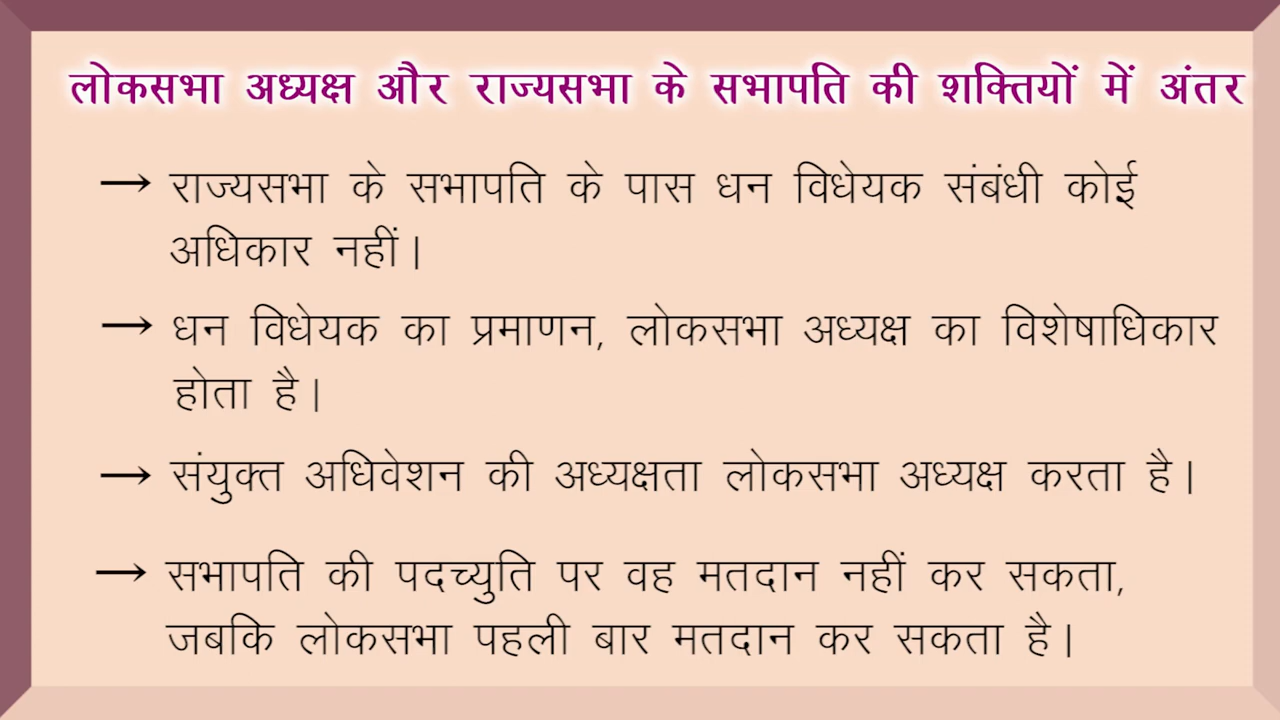 लोकसभा अध्यक्ष और राज्यसभा के सभापति की शक्तियों में अंतर
→ राज्यसभा के सभापति के पास धन विधेयक संबंधी कोई
अधिकार नहीं।
→ धन विधेयक का प्रमाणन, लोकसभा अध्यक्ष का विशेषाधिकार
होता है।
→ संयुक्त अधिवेशन की अध्यक्षता लोकसभा अध्यक्ष करता है।
→ सभापति की पदच्युति पर वह मतदान नहीं कर सकता,
जबकि लोकसभा पहली बार मतदान कर सकता है।